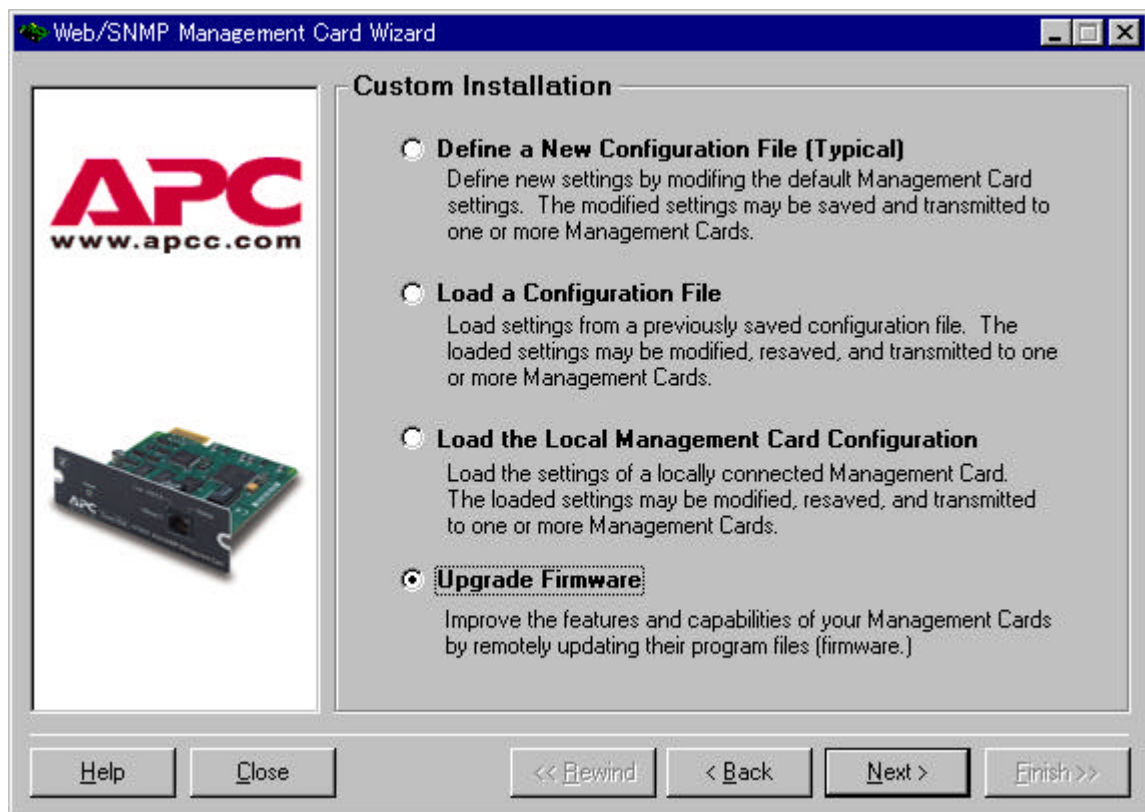 Web/SNMP Management Card Wizard
Custom Installation
APC
www.apcc.com
Define a New Configuration File (Typical)
Define new settings by modifing the default Management Card
settings. The modified settings may be saved and transmitted to
one or more Management Cards.
Load a Configuration File
Load settings from a previously saved configuration file. The
loaded settings may be modified, resaved, and transmitted to one
or more Management Cards.
Load the Local Management Card Configuration
Load the settings of a locally connected Management Card.
The loaded settings may be modified, resaved, and transmitted
to one or more Management Cards.
APC
Upgrade Firmware
Improve the features and capabilities of your Management Cards
by remotely updating their program files (firmware.)
Help
Close
<< Rewind
< Back
Next >
Finish >>